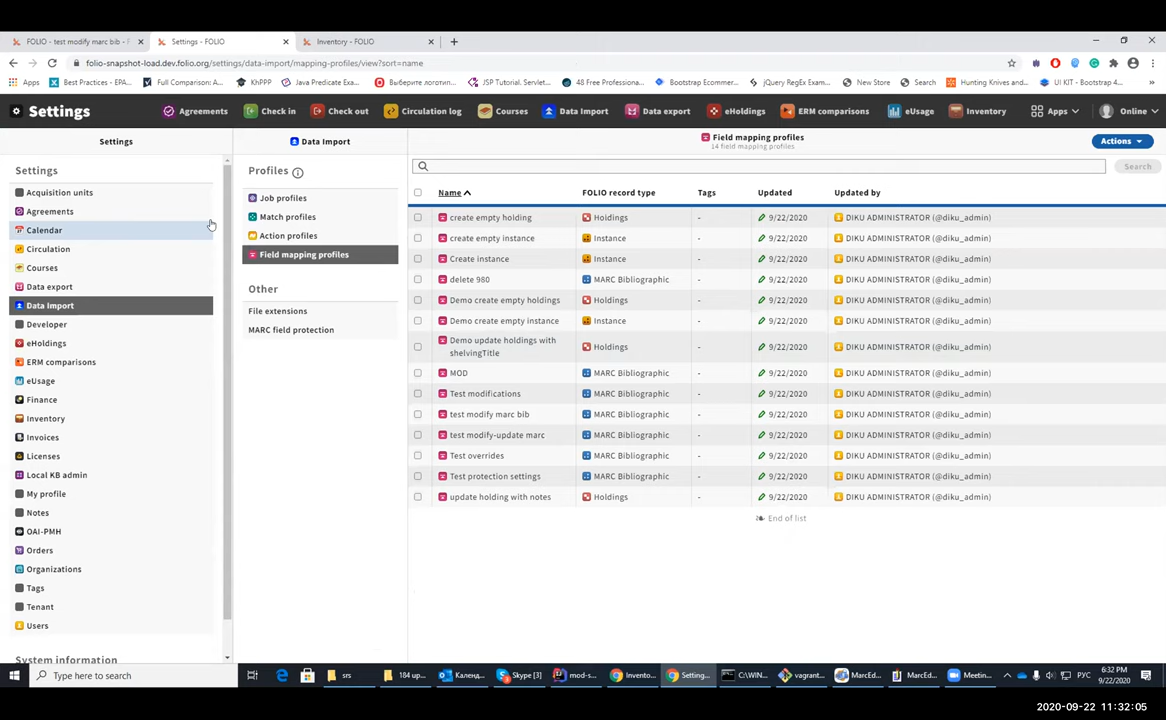 FOLIO - test modify marc bib - F
Settings - FOLIO
Inventory - FOLIO
folio-snapshot-load.dev.folio.org/settings/data-import/mapping-profiles/view?sort=name
Apps
Best Practices - EPA...
Full Comparison: A...
KhPPP
Java Predicate Exa...
Выберите логотип...
JSP Tutorial. Servlet...
48 Free Professiona...
Bootstrap Ecommer...
jQuery RegEx Exam...
New Store
Search
Hunting Knives and...
UI KIT - Bootstrap 4...
Settings
Agreements
Check in
Check out
Circulation log
Courses
Data Import
Data export
eHoldings
ERM comparisons
eUsage
Inventory
Apps
Online
Settings
Data Import
Field mapping profiles
14 field mapping profiles
Actions
Settings
Acquisition units
Agreements
Calendar
Circulation
Courses
Data export
Data Import
Developer
eHoldings
ERM comparisons
eUsage
Finance
Inventory
Invoices
Licenses
Local KB admin
My profile
Notes
OAI-PMH
Orders
Organizations
Tags
Tenant
Users
System information
Profiles
Job profiles
Match profiles
Action profiles
Field mapping profiles
Other
File extensions
MARC field protection
Search
Name FOLIO record type Tags Updated Updated by
create empty holding Holdings - 9/22/2020 DIKU ADMINISTRATOR (@diku_admin)
create empty instance Instance - 9/22/2020 DIKU ADMINISTRATOR (@diku_admin)
Create instance Instance - 9/22/2020 DIKU ADMINISTRATOR (@diku_admin)
delete 980 MARC Bibliographic - 9/22/2020 DIKU ADMINISTRATOR (@diku_admin)
Demo create empty holdings Holdings - 9/22/2020 DIKU ADMINISTRATOR (@diku_admin)
Demo create empty instance Instance - 9/22/2020 DIKU ADMINISTRATOR (@diku_admin)
Demo update holdings with
shelvingTitle Holdings - 9/22/2020 DIKU ADMINISTRATOR (@diku_admin)
MOD MARC Bibliographic - 9/22/2020 DIKU ADMINISTRATOR (@diku_admin)
Test modifications MARC Bibliographic - 9/22/2020 DIKU ADMINISTRATOR (@diku_admin)
test modify marc bib MARC Bibliographic - 9/22/2020 DIKU ADMINISTRATOR (@diku_admin)
test modify-update marc MARC Bibliographic - 9/22/2020 DIKU ADMINISTRATOR (@diku_admin)
Test overrides MARC Bibliographic - 9/22/2020 DIKU ADMINISTRATOR (@diku_admin)
Test protection settings MARC Bibliographic - 9/22/2020 DIKU ADMINISTRATOR (@diku_admin)
update holding with notes Holdings - 9/22/2020 DIKU ADMINISTRATOR (@diku_admin)
End of list
Type here to search
srs
184 up...
Календ...
Skype [3]
mod-s...
Invento...
Setting...
C:\WIN...
vagrant...
MarcEd...
MarcEd...
Meetin...
РУС
6:32 PM
9/22/2020
2020-09-22 11:32:05